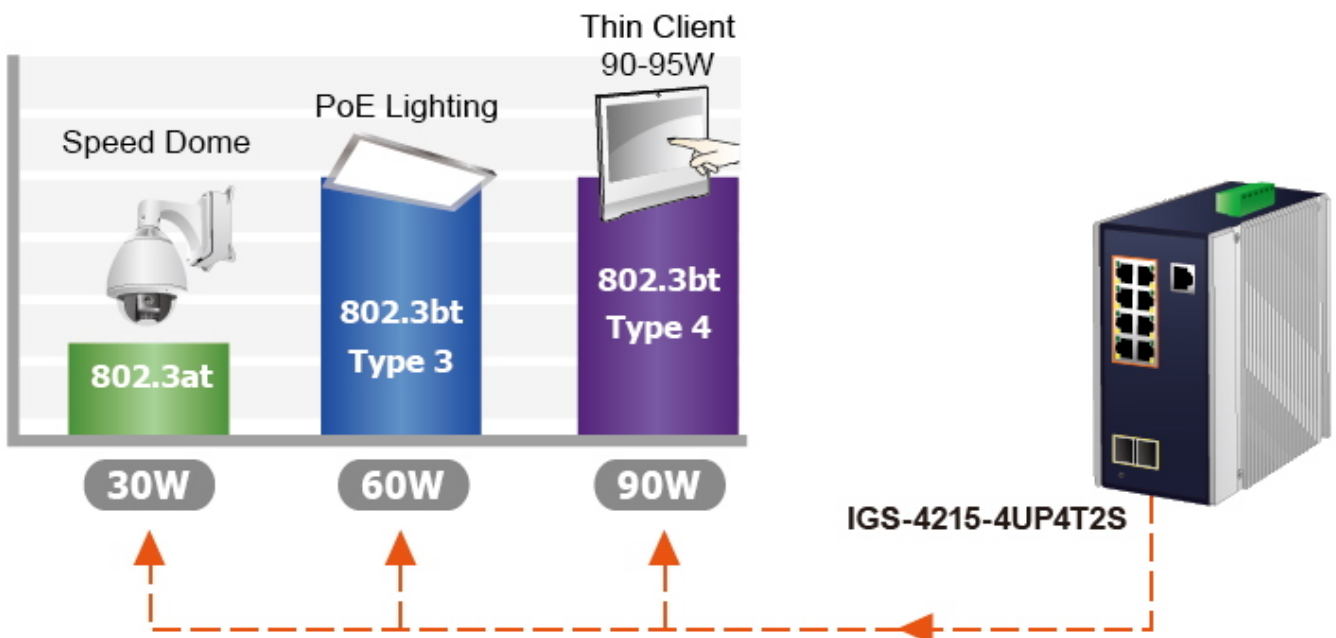 Thin Client
90-95W
PoE Lighting
Speed Dome
802.3at
802.3bt
Type 3
802.3bt
Type 4
30W
60W
90W
IGS-4215-4UP4T2S